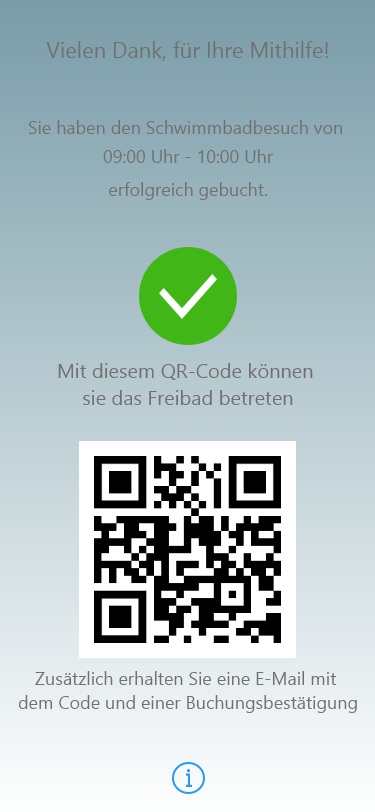 Vielen Dank, für Ihre Mithilfe!
Sie haben den Schwimmbadbesuch von
09:00 Uhr - 10:00 Uhr
erfolgreich gebucht.
Mit diesem QR-Code können
sie das Freibad betreten
Zusätzlich erhalten Sie eine E-Mail mit
dem Code und einer Buchungsbestätigung